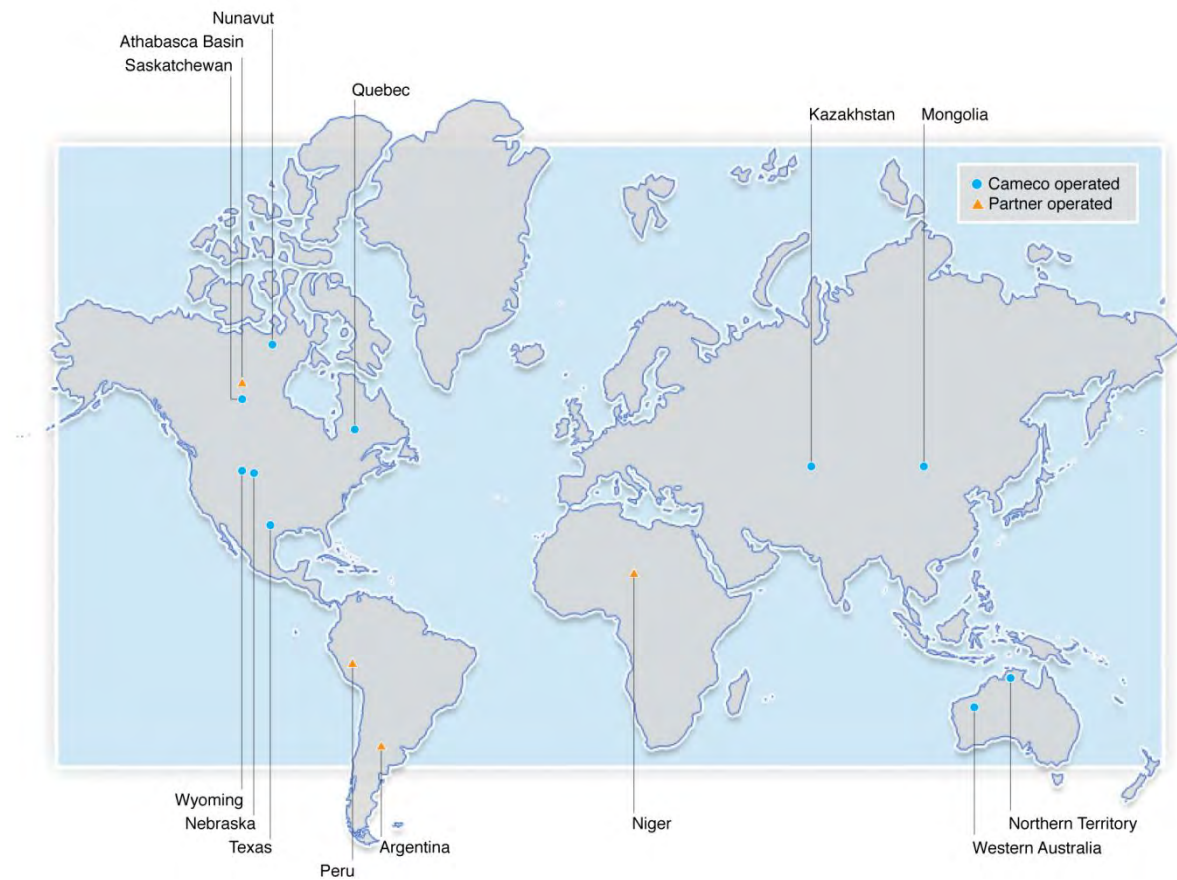 Nunavut
Athabasca Basin
Saskatchewan
Quebec
Kazakhstan
Mongolia
Cameco operated
Partner operated
Wyoming
Nebraska
Texas
Peru
Argentina
Niger
Northern Territory
Western Australia